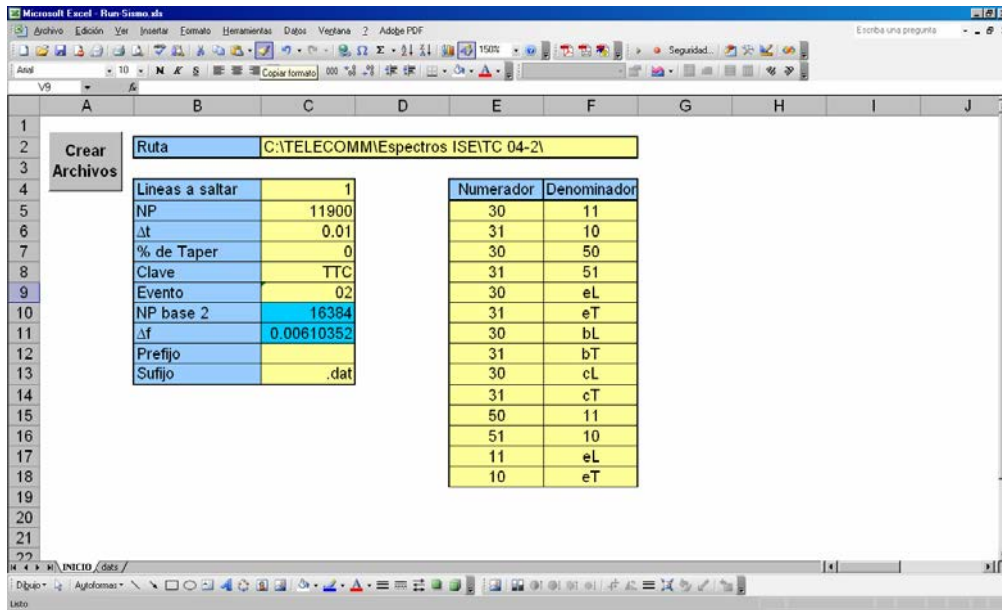 Microsoft Excel - Run-Sismo.xls
Archivo Edición Ver Insertar Formato Herramientas Datos Ventana ? Adobe PDF
Escriba una pregunta
150%
Seguridad...
Arial 10 N K S Copiar formato 000
V9 fx
A B C D E F G H I J
1
2 Crear Ruta C:\TELECOMM\Espectros ISE\TC 04-2\
3 Archivos
4 Lineas a saltar 1 Numerador Denominador
5 NP 11900 30 11
6 Δt 0.01 31 10
7 % de Taper 0 30 50
8 Clave TTC 31 51
9 Evento 02 30 eL
10 NP base 2 16384 31 eT
11 Δf 0.00610352 30 bL
12 Prefijo 31 bT
13 Sufijo .dat 30 cL
14 31 cT
15 50 11
16 51 10
17 11 eL
18 10 eT
19
20
21
22
INICIO / dats /
Dibujo Autoformas
Listo